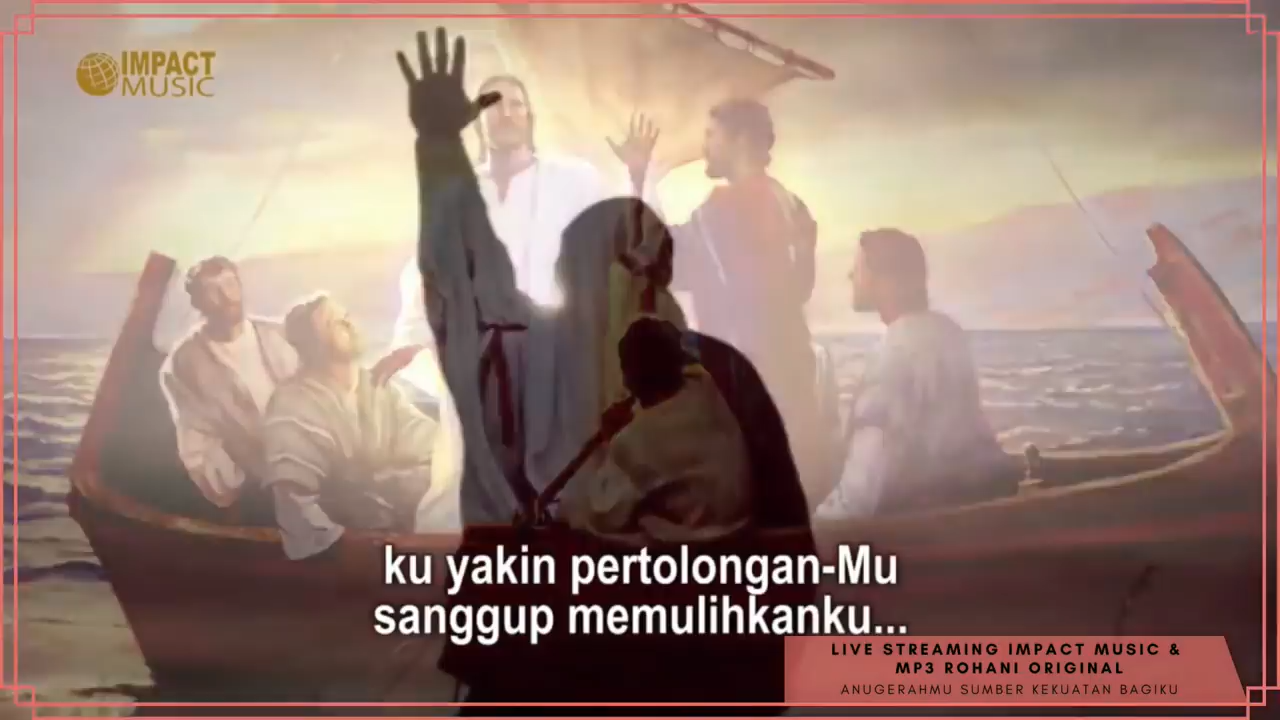 IMPACT
MUSIC
ku yakin pertolongan-Mu
sanggup memulihkanku...
LIVE STREAMING IMPACT MUSIC &
MP3 ROHANI ORIGINAL
ANUGERAHMU SUMBER KEKUATAN BAGIKU